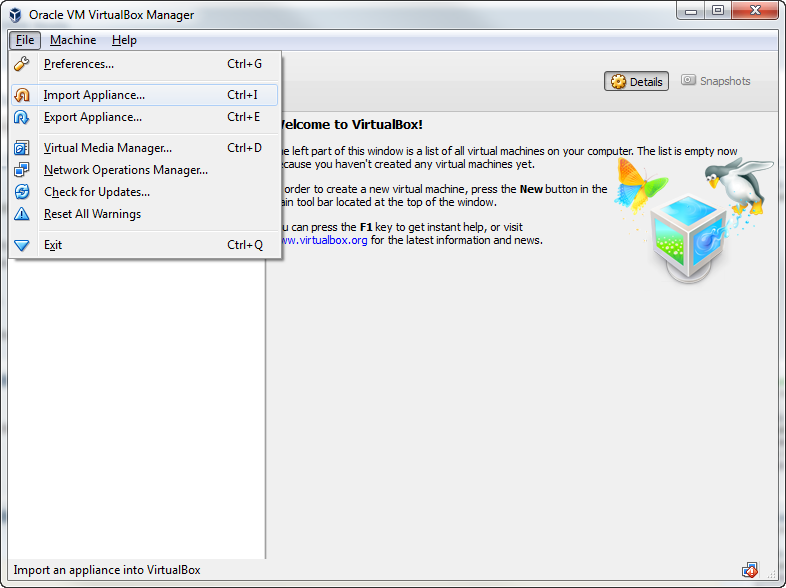 Oracle VM VirtualBox Manager
File Machine Help
Preferences... Ctrl+G
Import Appliance... Ctrl+I
Export Appliance... Ctrl+E
Virtual Media Manager... Ctrl+D
Network Operations Manager...
Check for Updates...
Reset All Warnings
Exit Ctrl+Q
Details Snapshots
elcome to VirtualBox!
e left part of this window is a list of all virtual machines on your computer. The list is empty now
cause you haven't created any virtual machines yet.
order to create a new virtual machine, press the New button in the
ain tool bar located at the top of the window.
u can press the F1 key to get instant help, or visit
ww.virtualbox.org for the latest information and news.
Import an appliance into VirtualBox